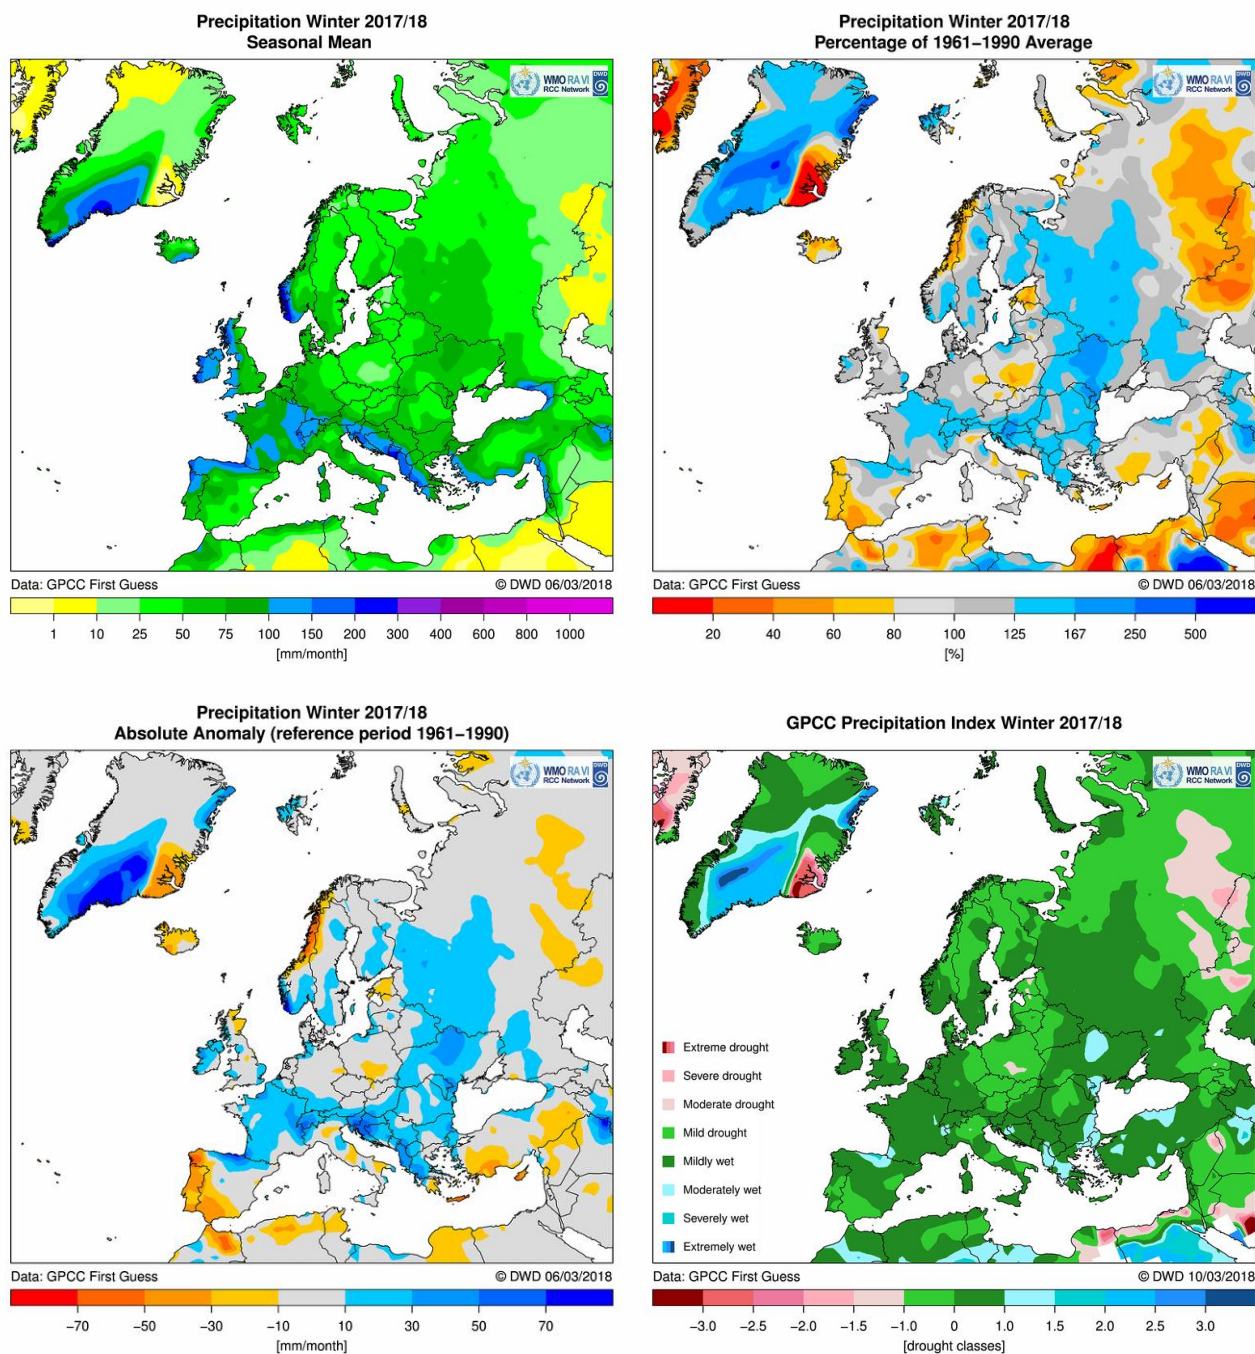 Precipitation Winter 2017/18
Seasonal Mean
WMO RA VI
RCC Network
DWD
Data: GPCC First Guess
© DWD 06/03/2018
1 10 25 50 75 100 150 200 300 400 600 800 1000
[mm/month]
Precipitation Winter 2017/18
Percentage of 1961−1990 Average
WMO RA VI
RCC Network
DWD
Data: GPCC First Guess
© DWD 06/03/2018
20 40 60 80 100 125 167 250 500
[%]
Precipitation Winter 2017/18
Absolute Anomaly (reference period 1961−1990)
WMO RA VI
RCC Network
DWD
Data: GPCC First Guess
© DWD 06/03/2018
−70 −50 −30 −10 10 30 50 70
[mm/month]
GPCC Precipitation Index Winter 2017/18
WMO RA VI
RCC Network
DWD
Extreme drought
Severe drought
Moderate drought
Mild drought
Mildly wet
Moderately wet
Severely wet
Extremely wet
Data: GPCC First Guess
© DWD 10/03/2018
−3.0 −2.5 −2.0 −1.5 −1.0 0 1.0 1.5 2.0 2.5 3.0
[drought classes]